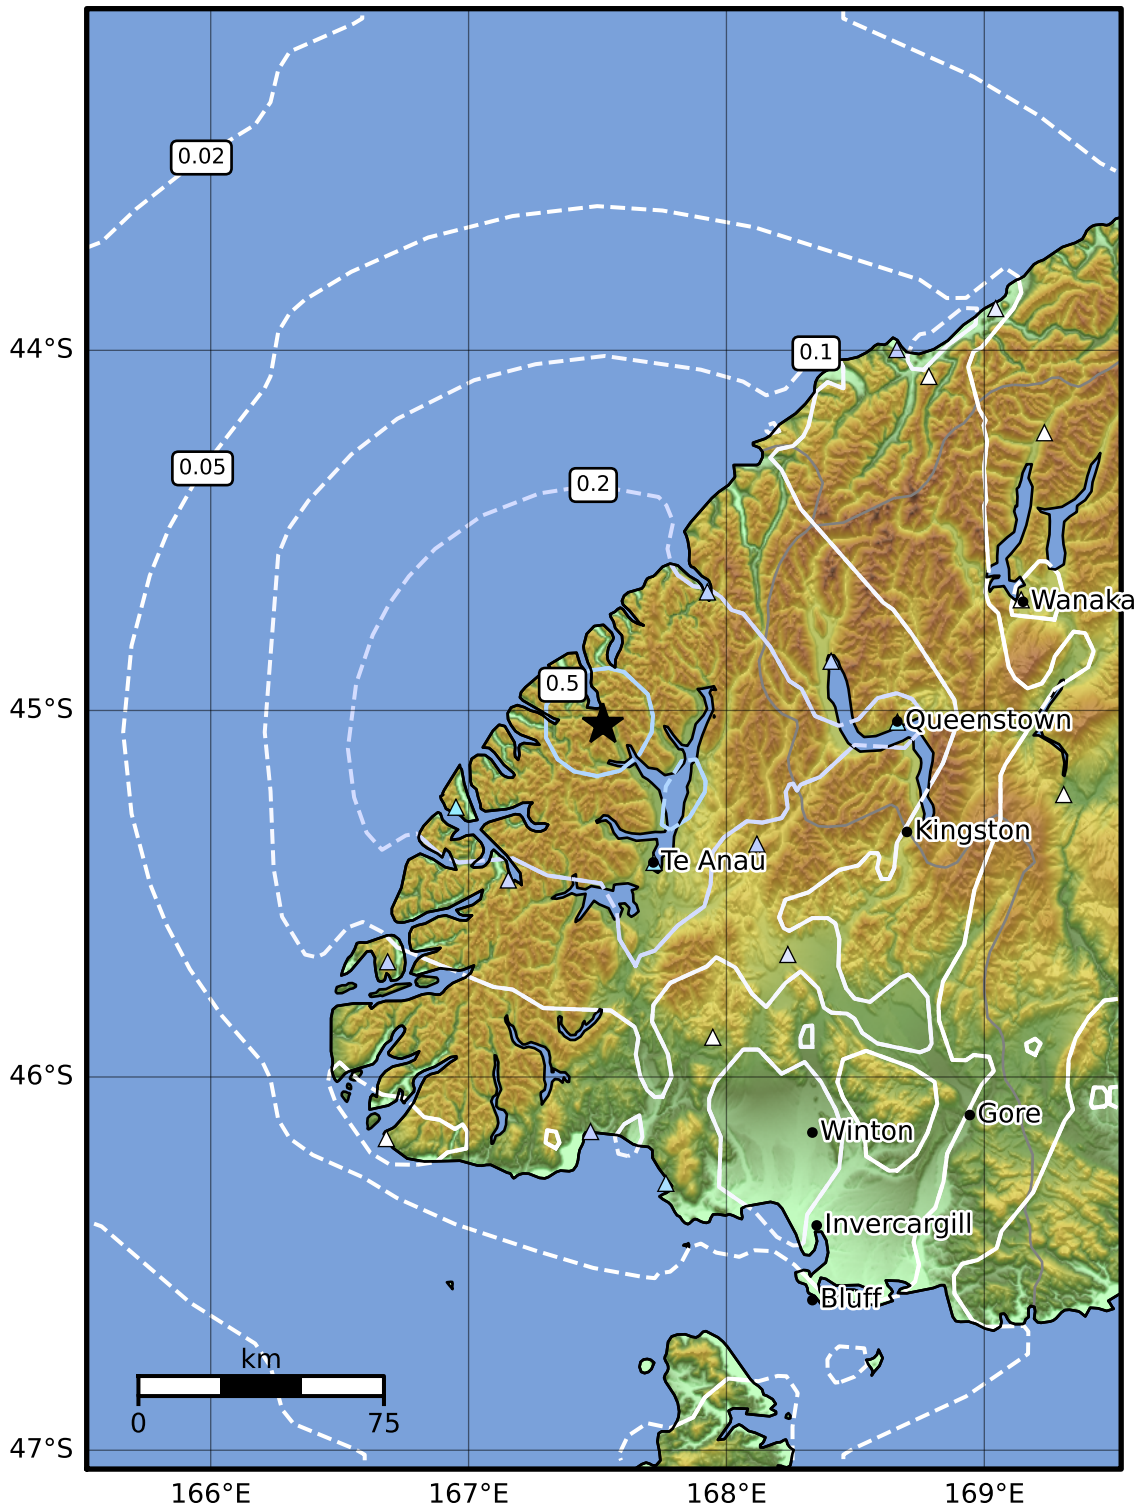 0.02
44°S
0.1
0.05
0.2
Wanaka
0.5
45°S
Queenstown
Kingston
Te Anau
46°S
Gore
Winton
Invercargill
Bluff
km
0 75
47°S
166°E 167°E 168°E 169°E